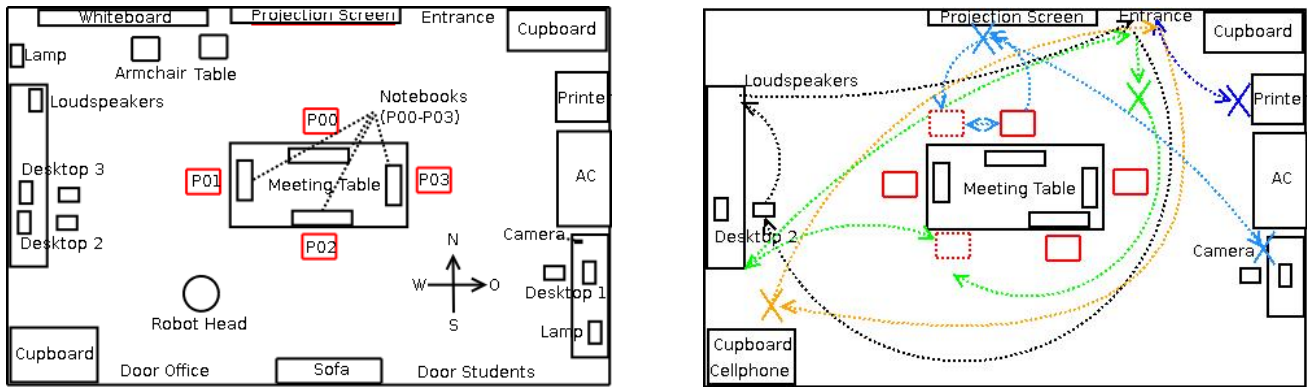 Whiteboard
Projection Screen
Entrance
Cupboard
Lamp
Armchair
Table
Loudspeakers
Notebooks
(P00-P03)
Printe
P00
Desktop 3
P01
Meeting Table
P03
AC
Desktop 2
P02
Camera
N
W
O
S
Desktop 1
Robot Head
Lamp
Cupboard
Door Office
Sofa
Door Students
Projection Screen
Entrance
Cupboard
Loudspeakers
Printe
Meeting Table
AC
Desktop 2
Camera
Cupboard
Cellphone